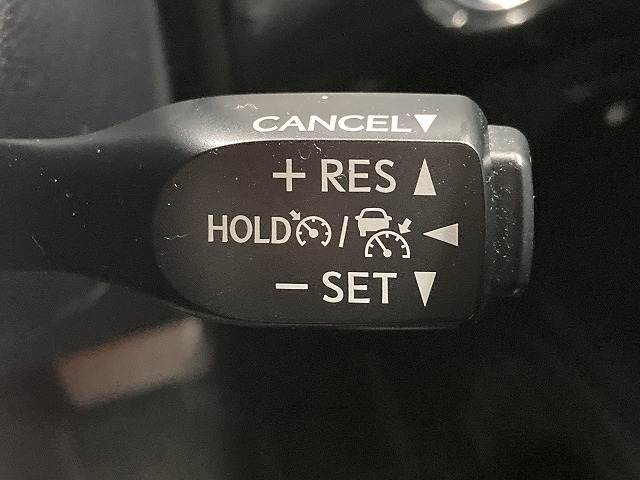 CANCEL▼
+ RES ▲
HOLD / ◀
− SET ▼